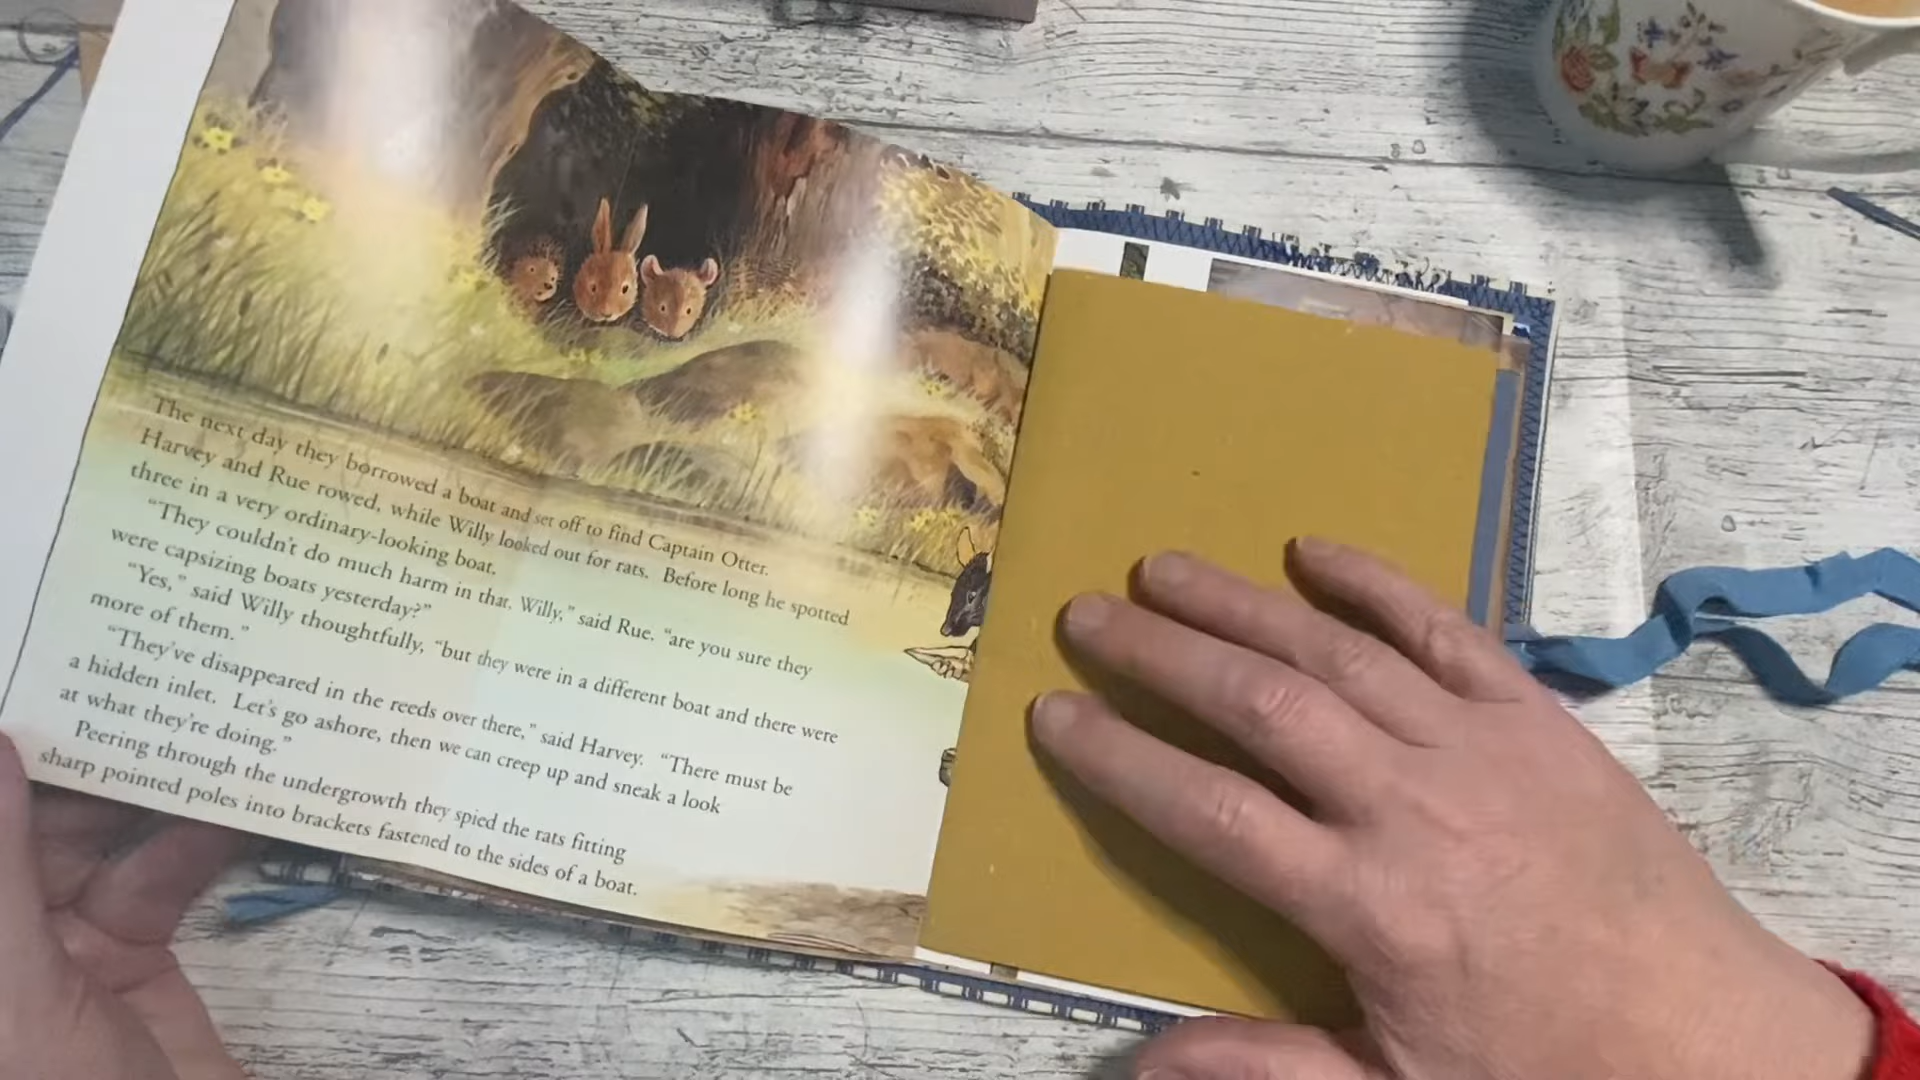 The next day they borrowed a boat and set off to find Captain Otter.
Harvey and Rue rowed, while Willy looked out for rats. Before long he spotted
three in a very ordinary-looking boat.
“They couldn't do much harm in that, Willy,” said Rue, “are you sure they
were capsizing boats yesterday?”
“Yes,” said Willy thoughtfully, “but they were in a different boat and there were
more of them.”
“They've disappeared in the reeds over there,” said Harvey. “There must be
a hidden inlet. Let's go ashore, then we can creep up and sneak a look
at what they're doing.”
Peering through the undergrowth they spied the rats fitting
sharp pointed poles into brackets fastened to the sides of a boat.